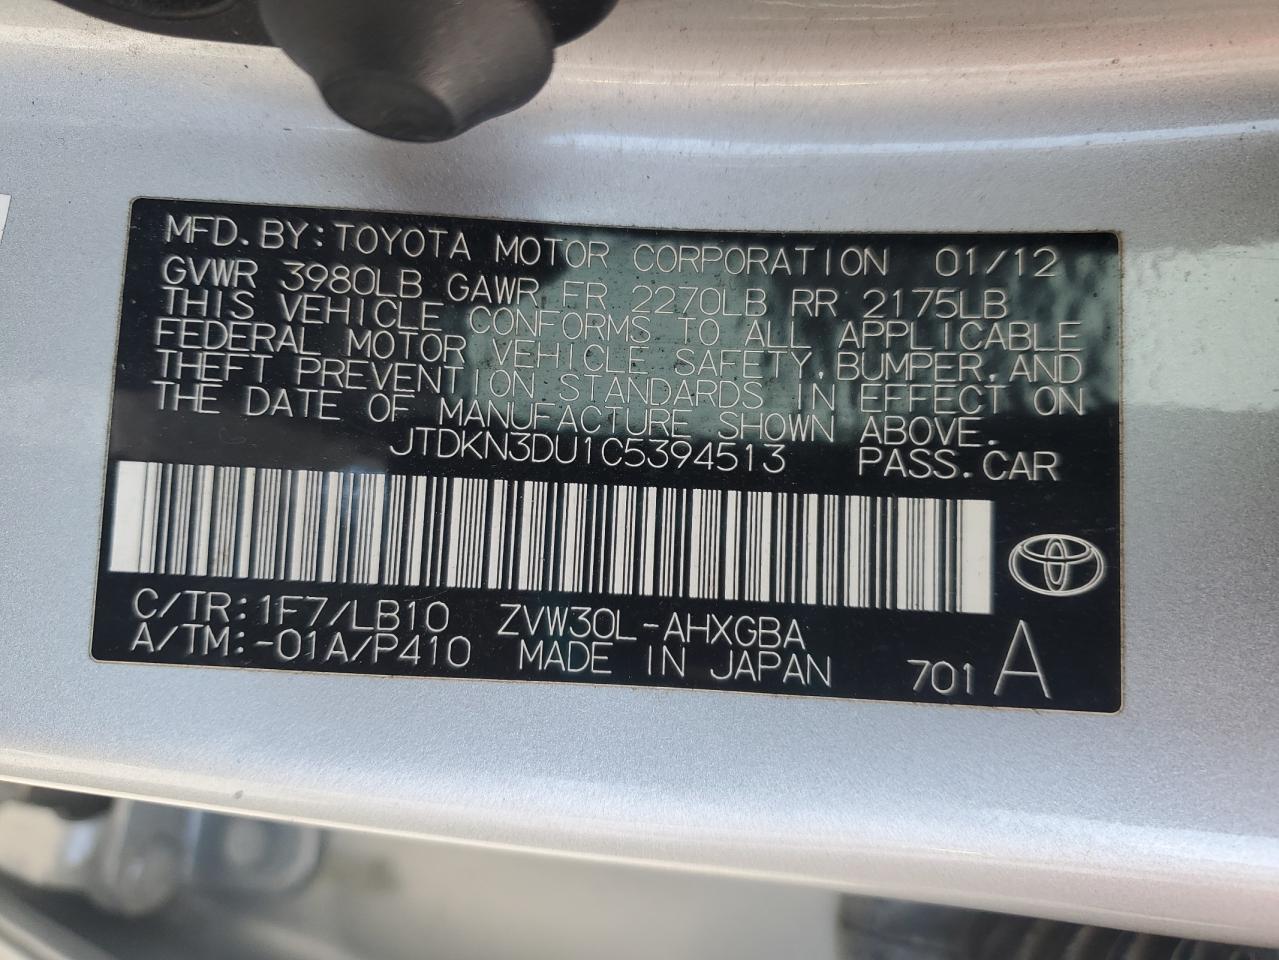 MFD. BY: TOYOTA MOTOR CORPORATION 01/12
GVWR 3980LB GAWR FR 2270LB RR 2175LB
THIS VEHICLE CONFORMS TO ALL APPLICABLE
FEDERAL MOTOR VEHICLE SAFETY, BUMPER, AND
THEFT PREVENTION STANDARDS IN EFFECT ON
THE DATE OF MANUFACTURE SHOWN ABOVE.
JTDKN3DU1C5394513 PASS. CAR
C/TR: 1F7/LB10 ZVW30L-AHXGBA
A/TM: -01A/P410 MADE IN JAPAN 701 A